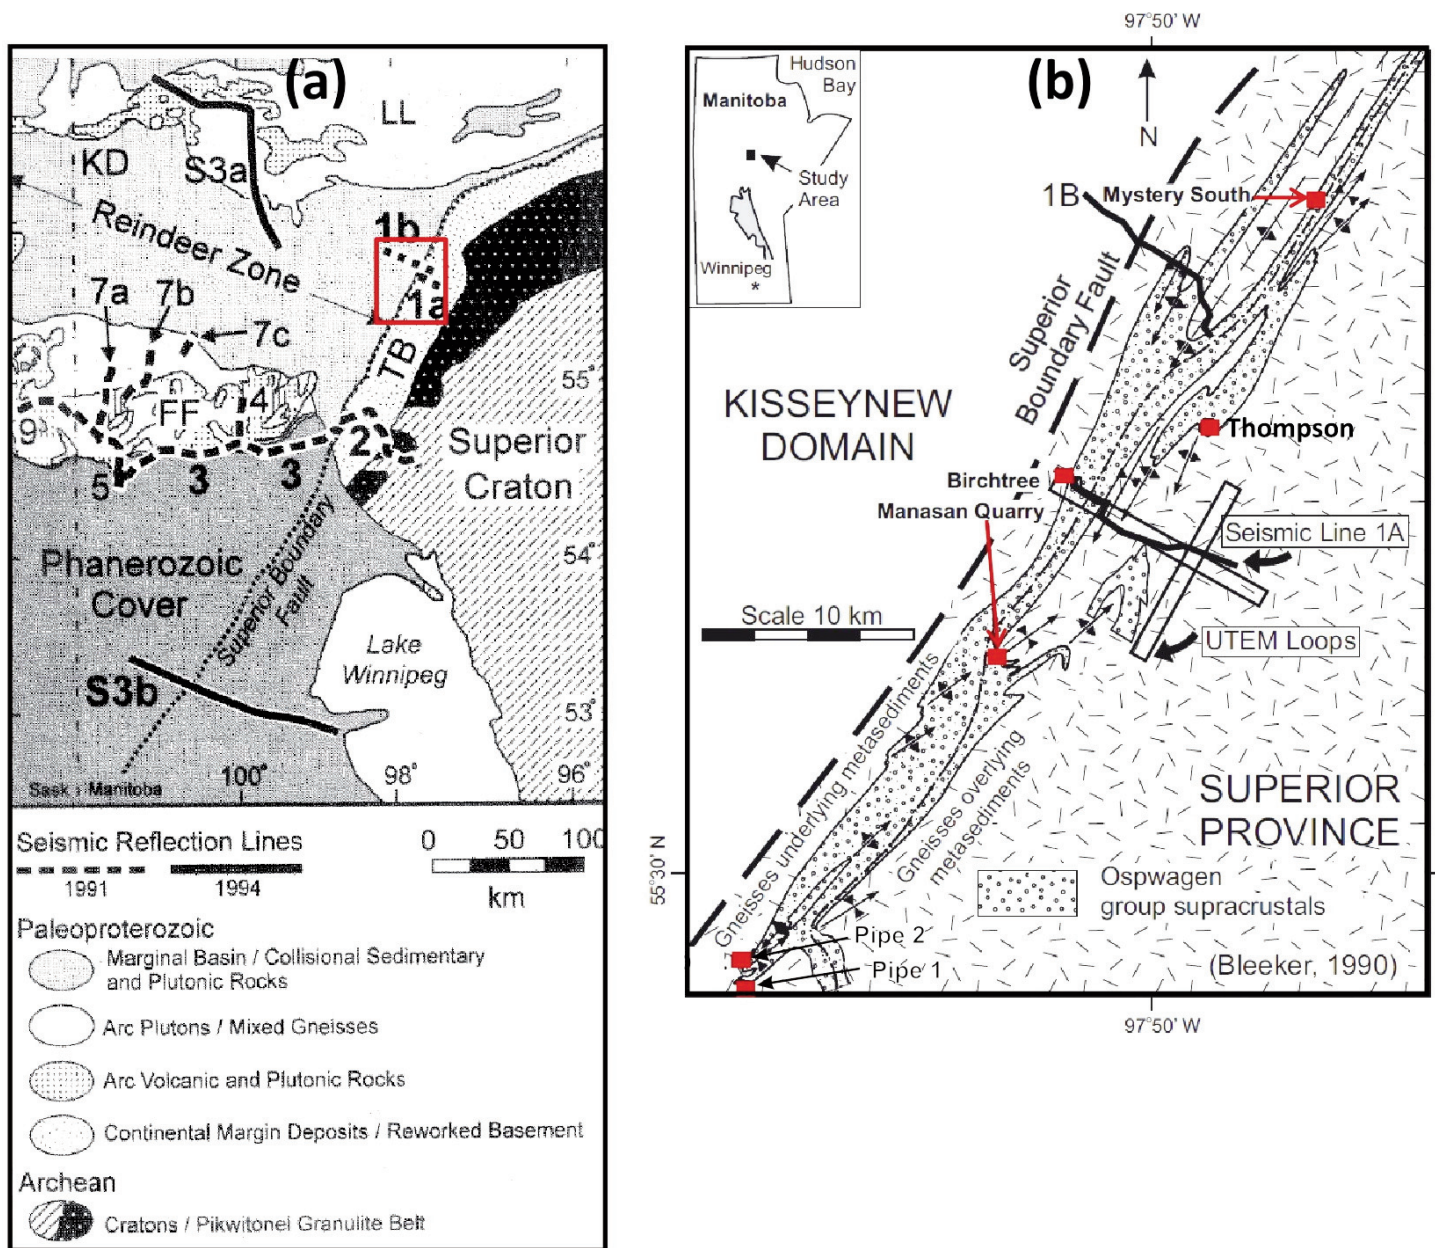 (a)
LL
KD
S3a
Reindeer Zone
1b
1a
7a
7b
7c
TB
55°
FF
4
9
2
5
3
3
Superior
Craton
54°
Phanerozoic
Cover
Superior Boundary
Fault
Lake
Winnipeg
S3b
53°
100°
98°
96°
Sask
Manitoba
Seismic Reflection Lines
1991
1994
0 50 100
km
Paleoproterozoic
Marginal Basin / Collisional Sedimentary
and Plutonic Rocks
Arc Plutons / Mixed Gneisses
Arc Volcanic and Plutonic Rocks
Continental Margin Deposits / Reworked Basement
Archean
Cratons / Pikwitonei Granulite Belt
97°50' W
(b)
Hudson
Bay
Manitoba
Study
Area
Winnipeg
*
N
1B
Mystery South
Superior
Boundary Fault
KISSEYNEW
DOMAIN
Thompson
Birchtree
Manasan Quarry
Seismic Line 1A
Scale 10 km
UTEM Loops
Gneisses underlying metasediments
Gneisses overlying
metasediments
SUPERIOR
PROVINCE
55°30' N
Ospwagen
group supracrustals
Pipe 2
Pipe 1
(Bleeker, 1990)
97°50' W